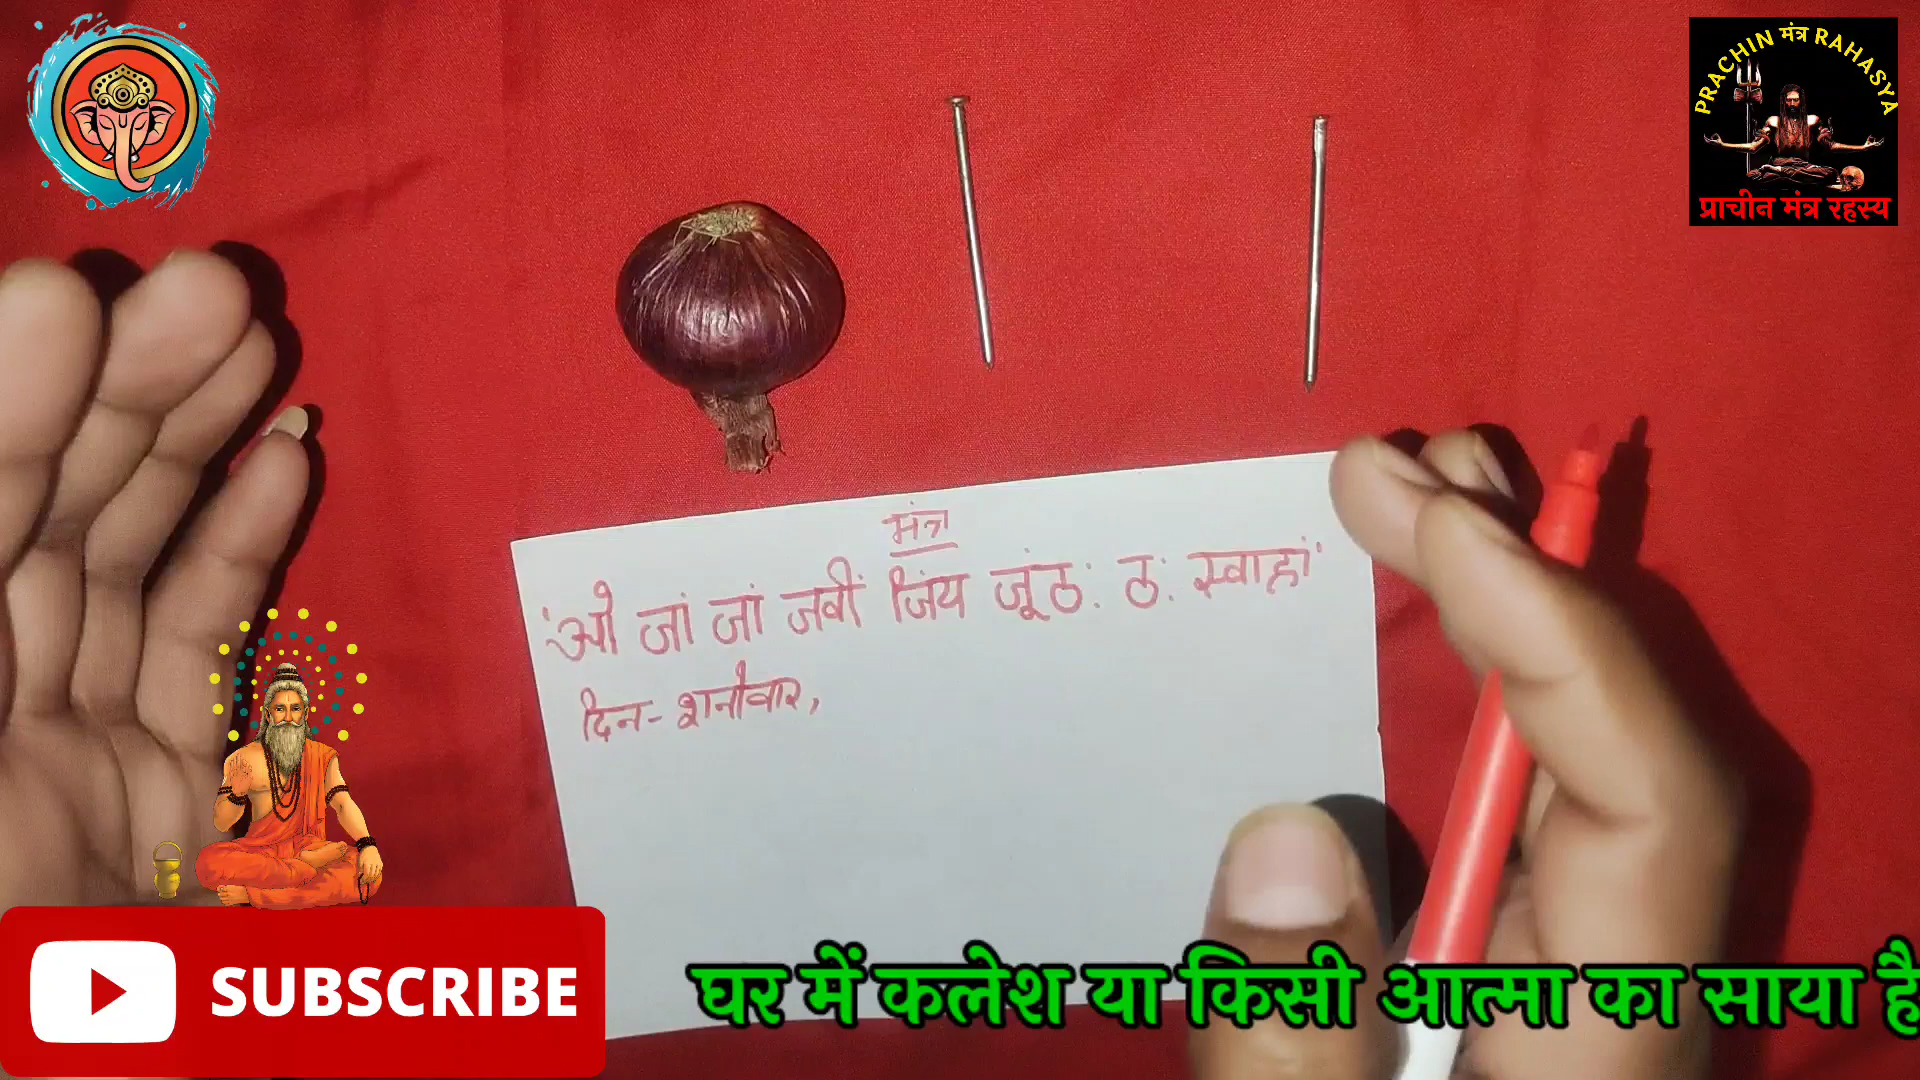 PRACHIN मंत्र RAHASYA
प्राचीन मंत्र रहस्य
मंत्र
"ओ जां जां जवीं जिंय जूंठ: ठ: स्वाहां"
दिन- शनीवार,
SUBSCRIBE
घर में कलेश या किसी आत्मा का साया है